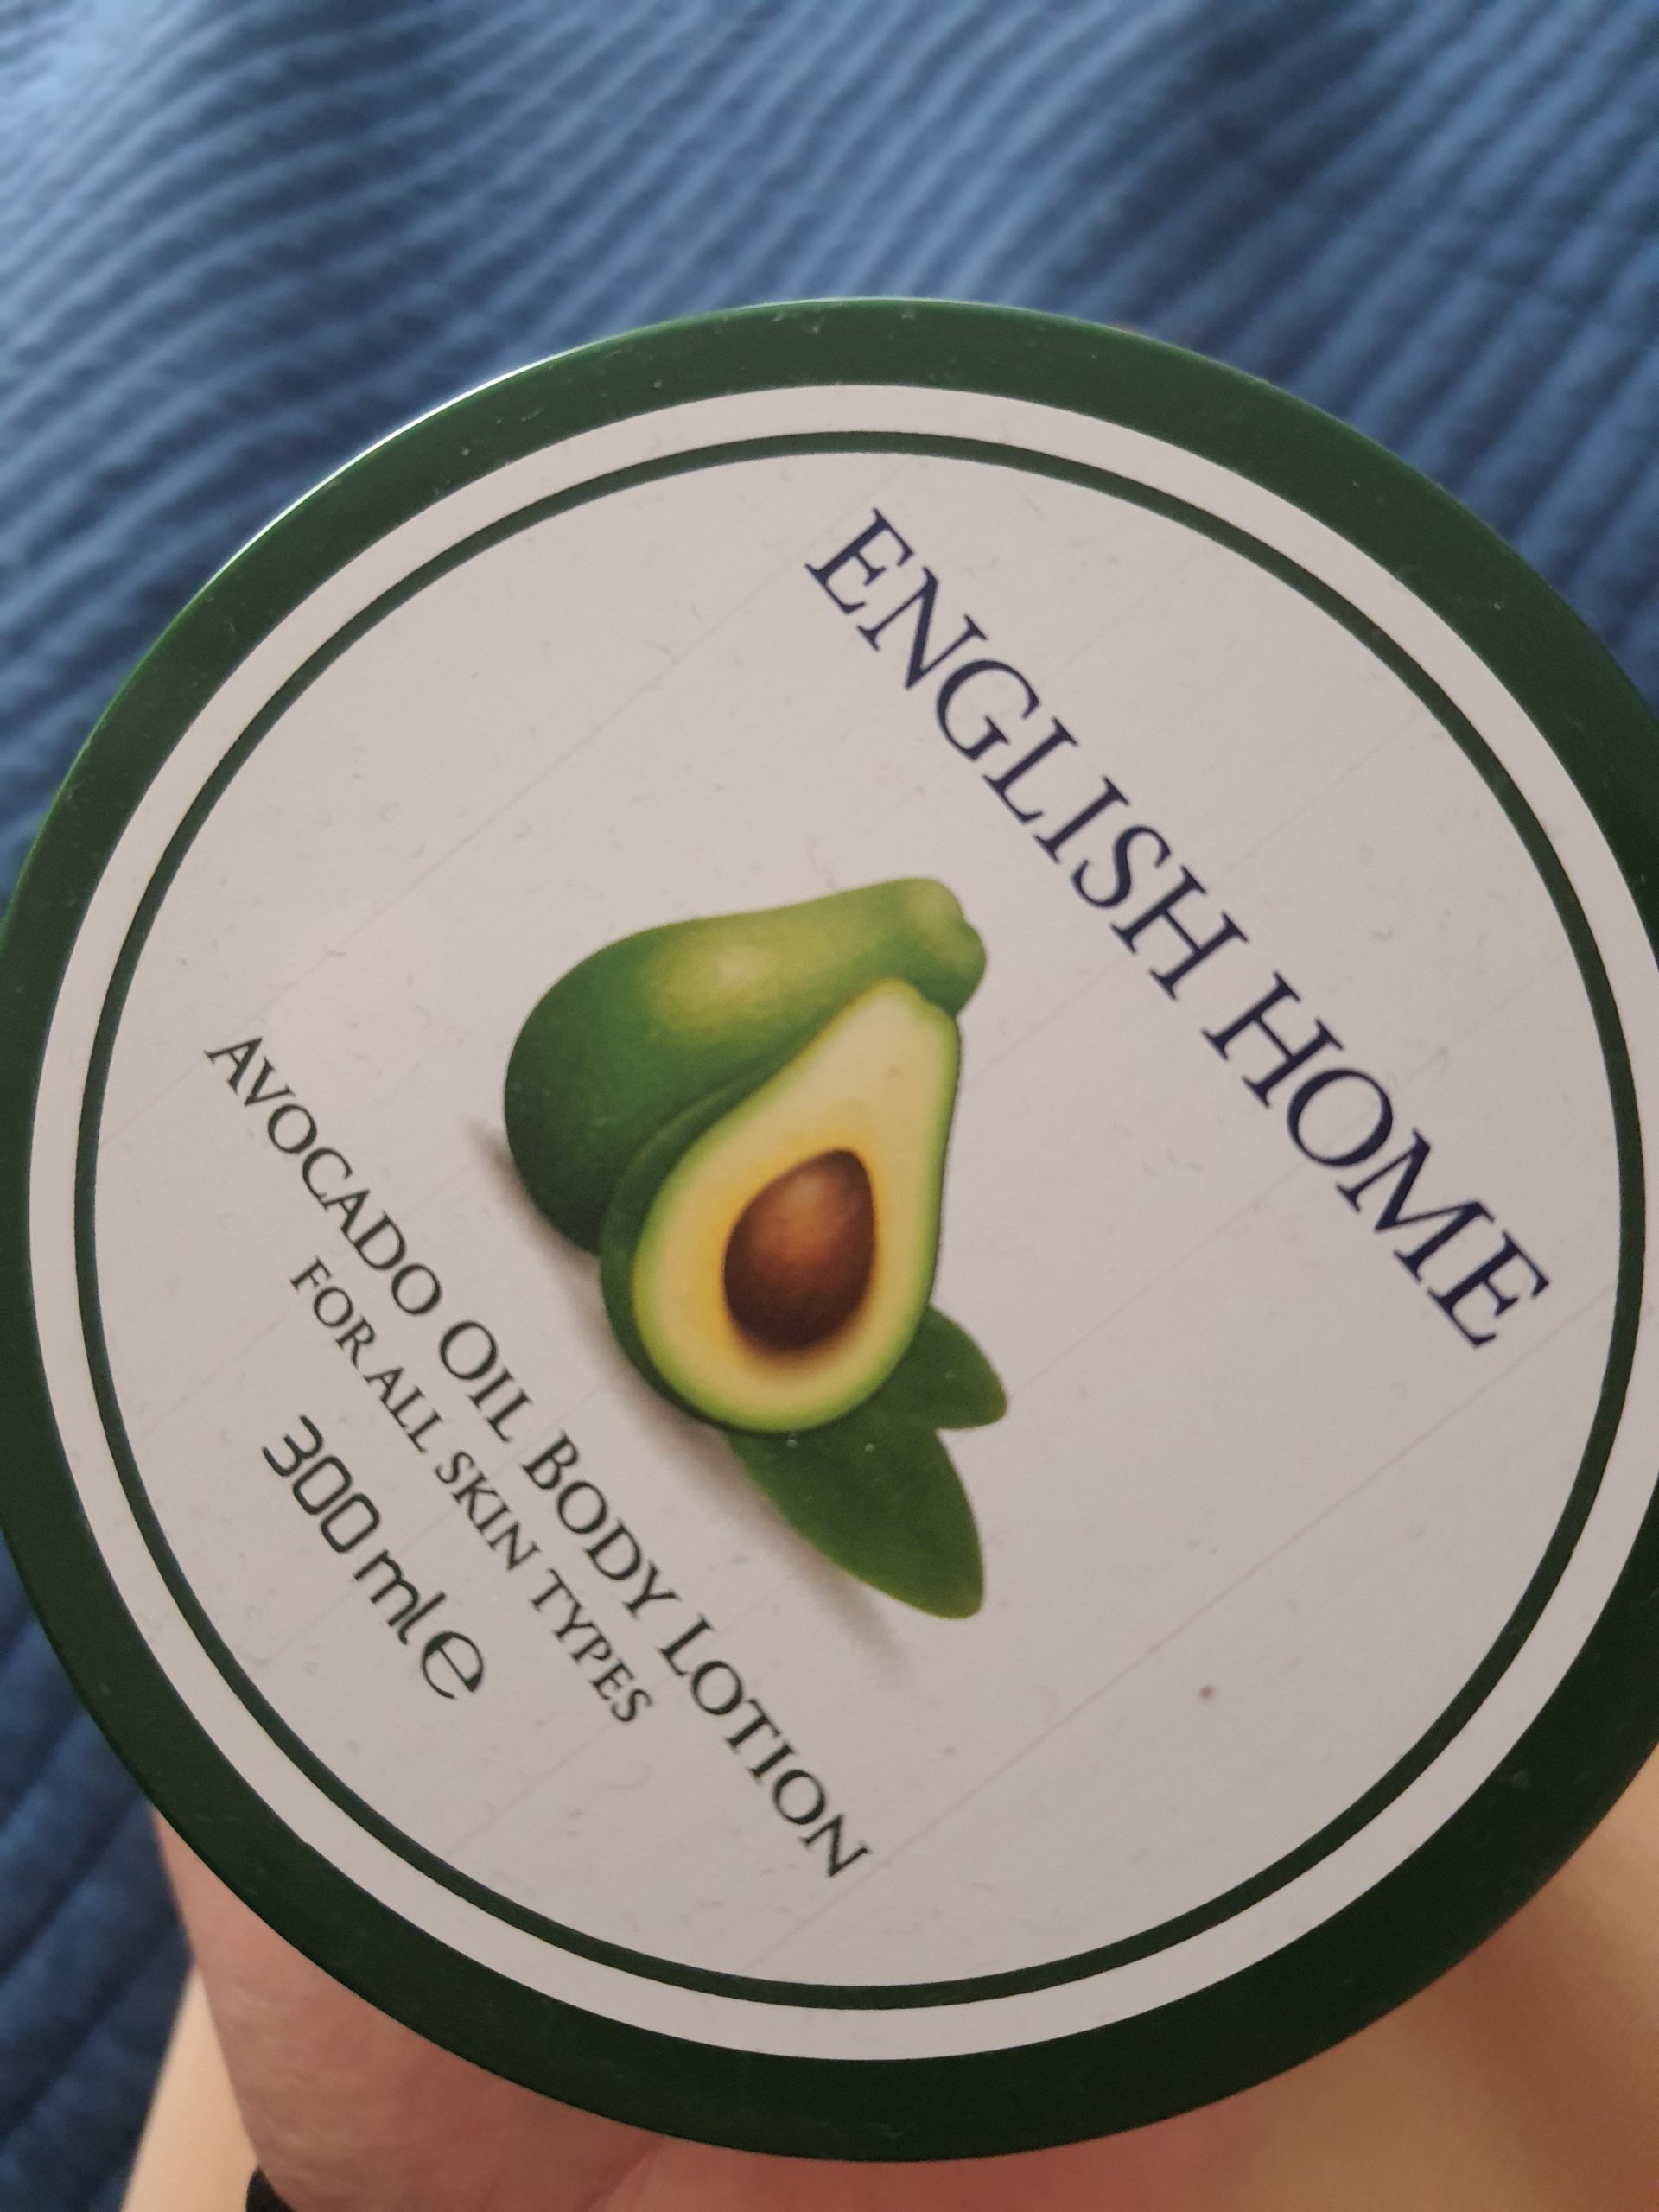 ENGLISH HOME
AVOCADO OIL BODY LOTION
FOR ALL SKIN TYPES
300 ml e